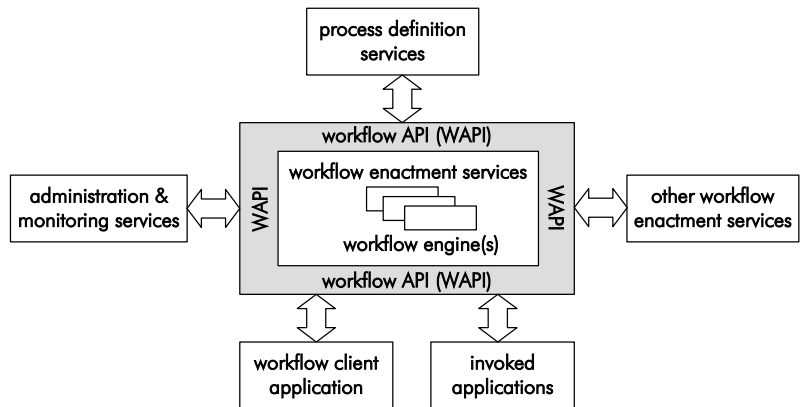 process definition
services
workflow API (WAPI)
workflow enactment services
administration &
monitoring services
WAPI
WAPI
other workflow
enactment services
workflow engine(s)
workflow API (WAPI)
workflow client
application
invoked
applications